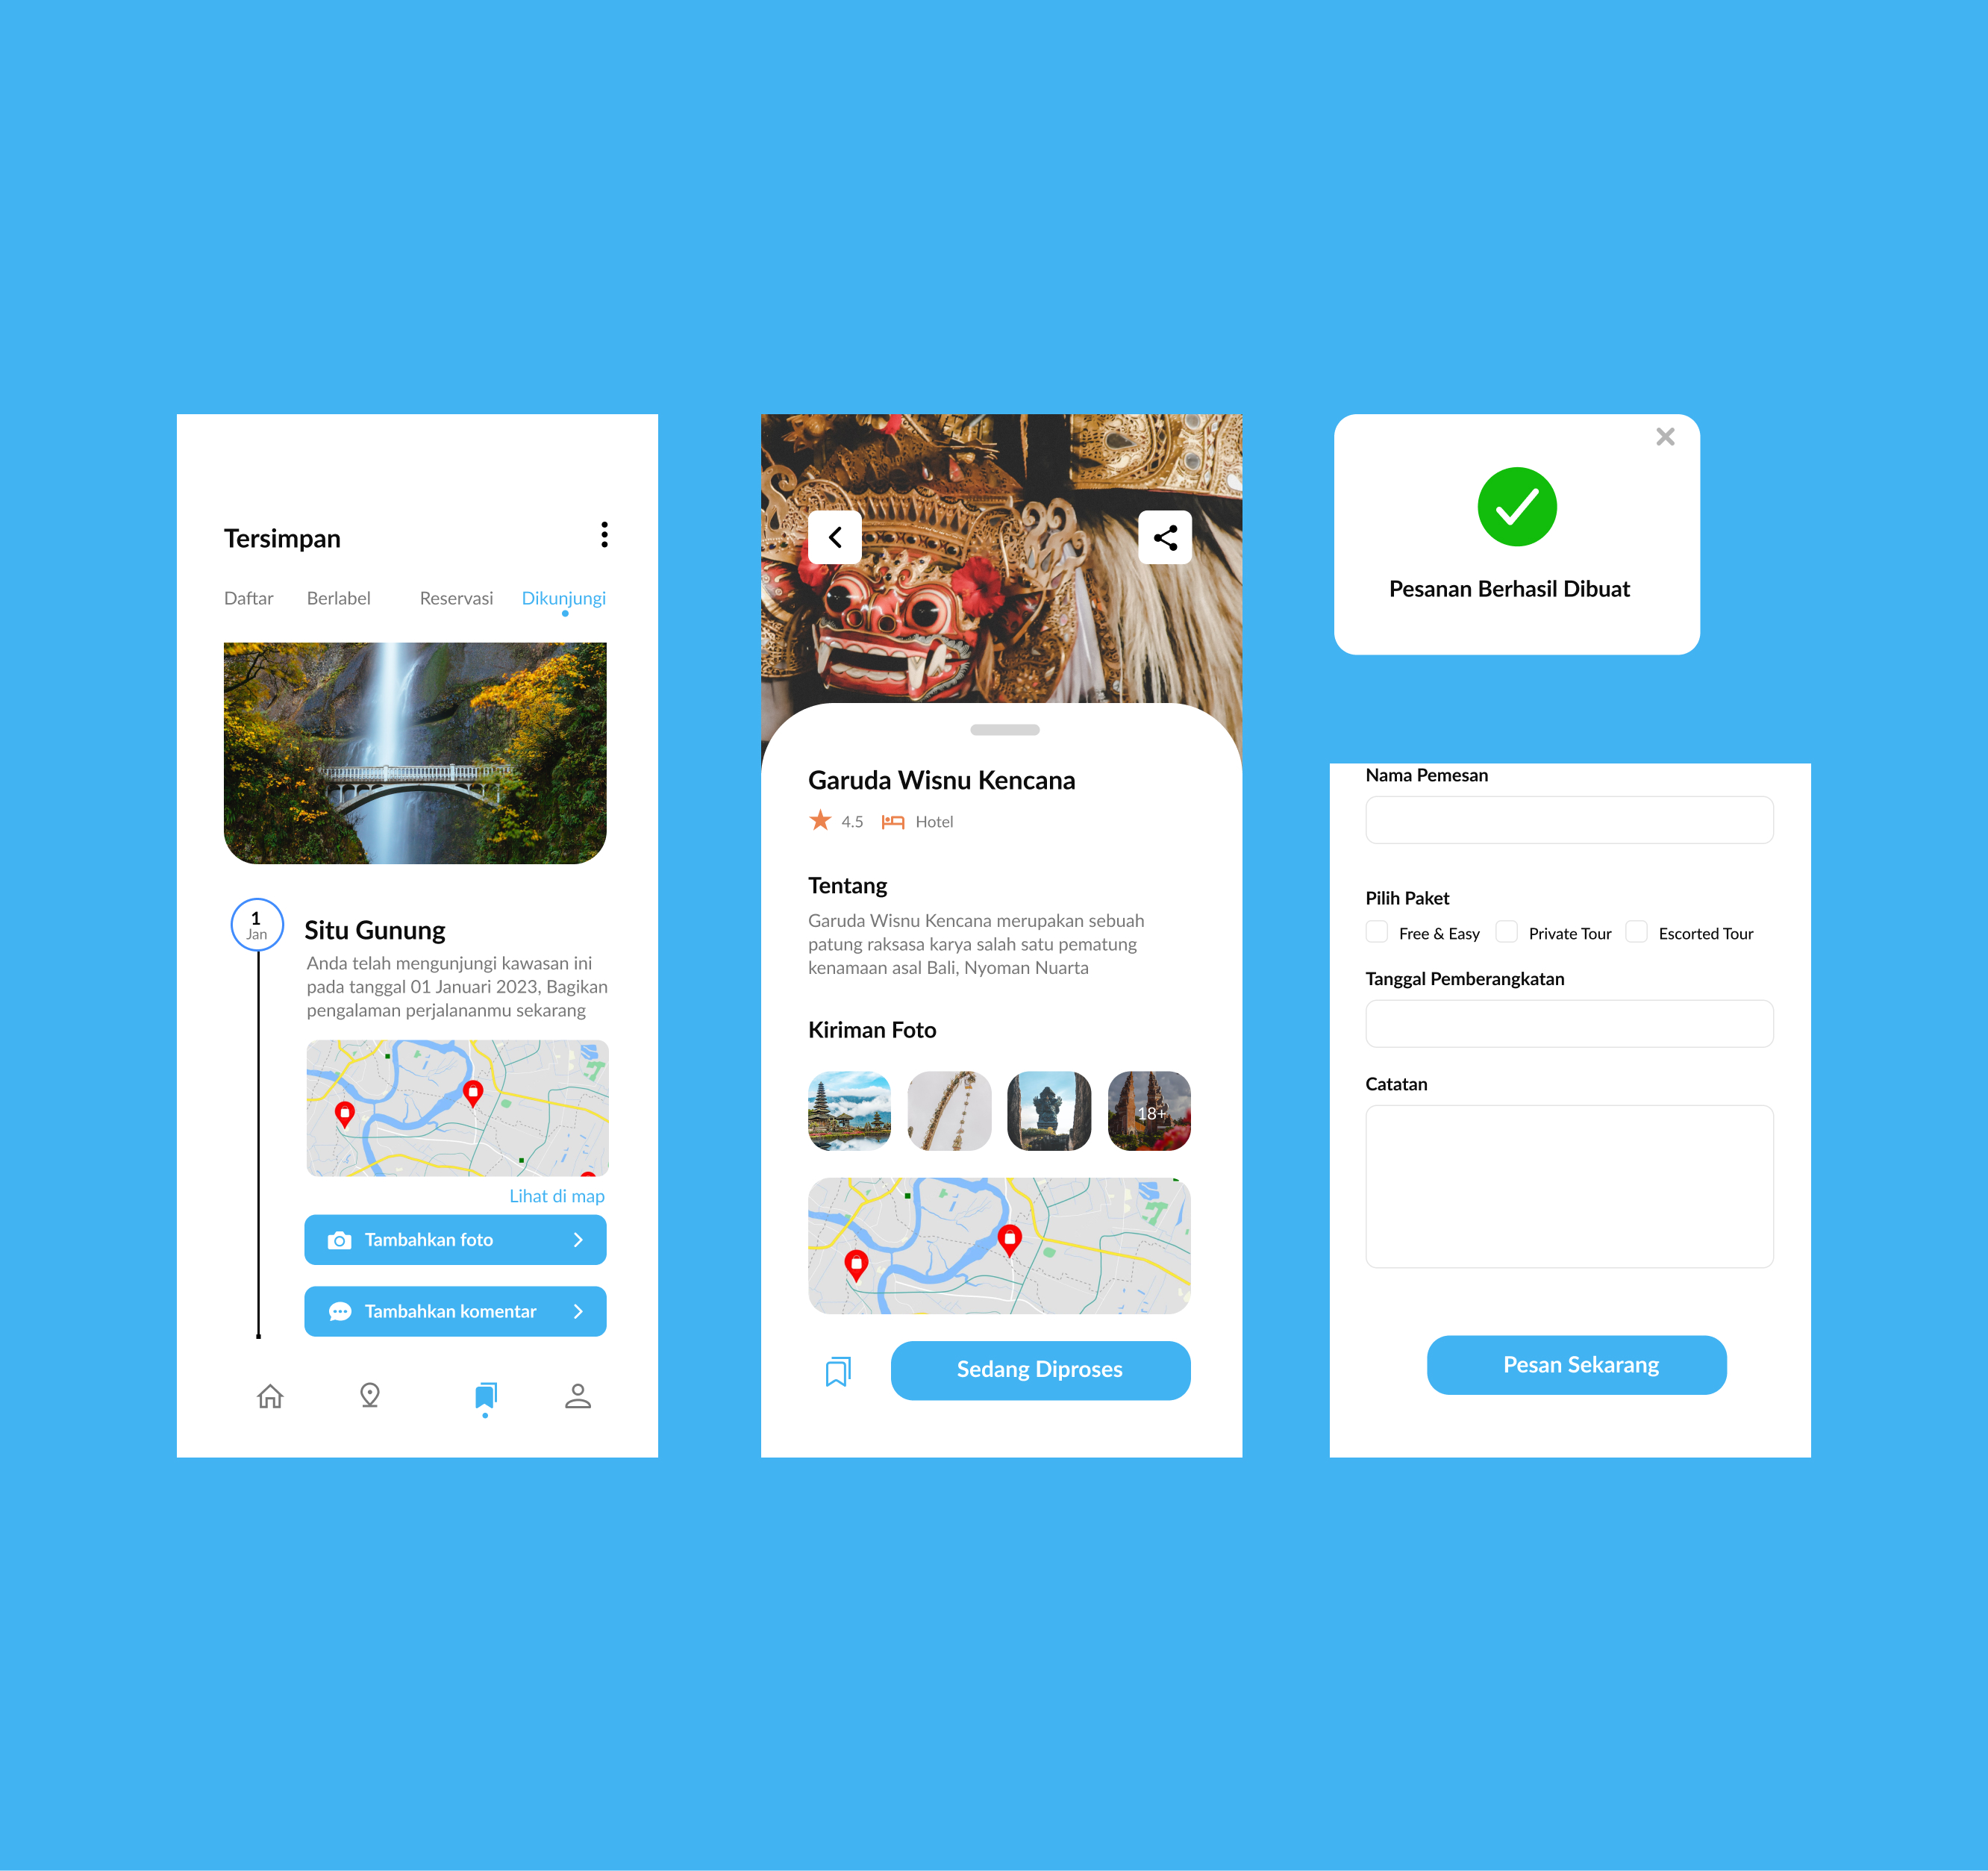 Tersimpan
Daftar Berlabel Reservasi Dikunjungi
1
Jan
Situ Gunung
Anda telah mengunjungi kawasan ini
pada tanggal 01 Januari 2023, Bagikan
pengalaman perjalananmu sekarang
Lihat di map
Tambahkan foto
Tambahkan komentar
Garuda Wisnu Kencana
4.5 Hotel
Tentang
Garuda Wisnu Kencana merupakan sebuah
patung raksasa karya salah satu pematung
kenamaan asal Bali, Nyoman Nuarta
Kiriman Foto
18+
Sedang Diproses
Pesanan Berhasil Dibuat
Nama Pemesan
Pilih Paket
Free & Easy Private Tour Escorted Tour
Tanggal Pemberangkatan
Catatan
Pesan Sekarang